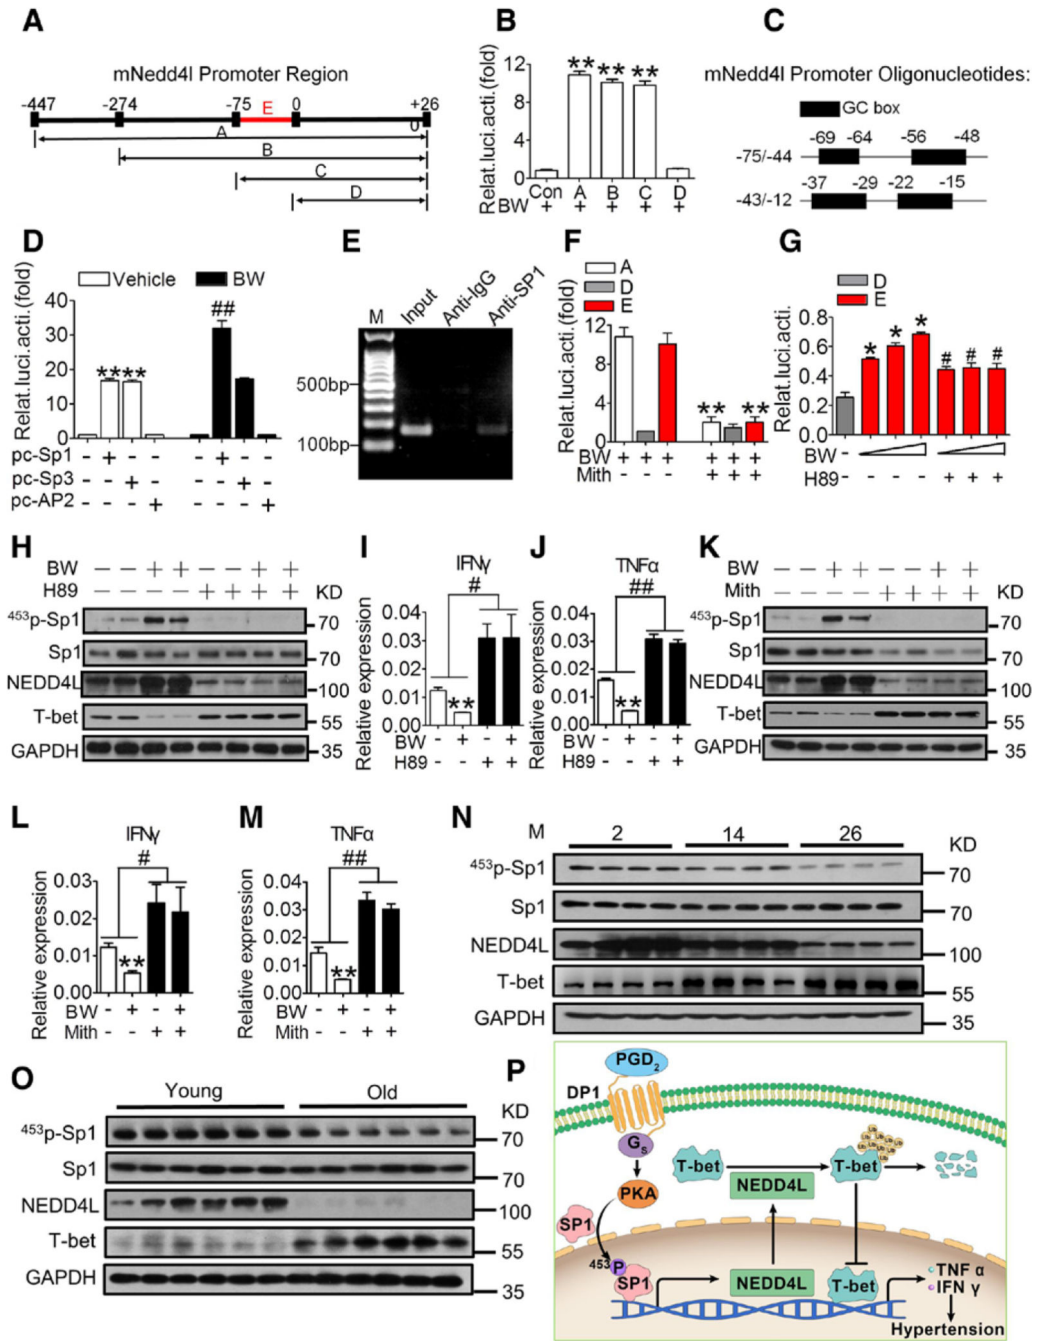 A
mNedd4l Promoter Region
-447 -274 -75 E 0 +26
0
A
B
C
D
B
Relat.luci.acti.(fold)
12
8
4
0
** ** **
Con A B C D
BW + + + + +
C
mNedd4l Promoter Oligonucleotides:
GC box
-69 -64 -56 -48
-75/-44
-37 -29 -22 -15
-43/-12
D
Vehicle BW
Relat.luci.acti.(fold)
40
30
20
10
0
** ** ##
pc-Sp1 - + - - - + - -
pc-Sp3 - - + - - - + -
pc-AP2 - - - + - - - +
E
M Input Anti-IgG Anti-SP1
500bp
100bp
F
A
D
E
Relat.luci.acti.(fold)
12
8
4
0
** **
BW + + + + + +
Mith - - - + + +
G
D
E
Relat.luci.acti.
0.8
0.6
0.4
0.2
0.0
* * * # # #
BW -
H89 - - - - + + +
H
BW — — + + — — + +
H89 — — — — + + + + KD
453p-Sp1 70
Sp1 70
NEDD4L 100
T-bet 55
GAPDH 35
I
IFNγ
#
Relative expression
0.04
0.03
0.02
0.01
0.00
**
BW - + - +
H89 - - + +
J
TNFα
##
Relative expression
0.04
0.03
0.02
0.01
0.00
**
BW - + - +
H89 - - + +
K
BW — — + + — — + +
Mith — — — — + + + + KD
453p-Sp1 70
Sp1 70
NEDD4L 100
T-bet 55
GAPDH 35
L
IFNγ
#
Relative expression
0.03
0.02
0.01
0.00
**
BW - + - +
Mith - - + +
M
TNFα
##
Relative expression
0.04
0.03
0.02
0.01
0.00
**
BW - + - +
Mith - - + +
N
M 2 14 26 KD
453p-Sp1 70
Sp1 70
NEDD4L 100
T-bet 55
GAPDH 35
O
Young Old KD
453p-Sp1 70
Sp1 70
NEDD4L 100
T-bet 55
GAPDH 35
P
PGD2
DP1
Gs
PKA
T-bet
NEDD4L
Ub Ub Ub
T-bet
SP1
453 P
SP1
NEDD4L
T-bet
TNF α
IFN γ
Hypertension